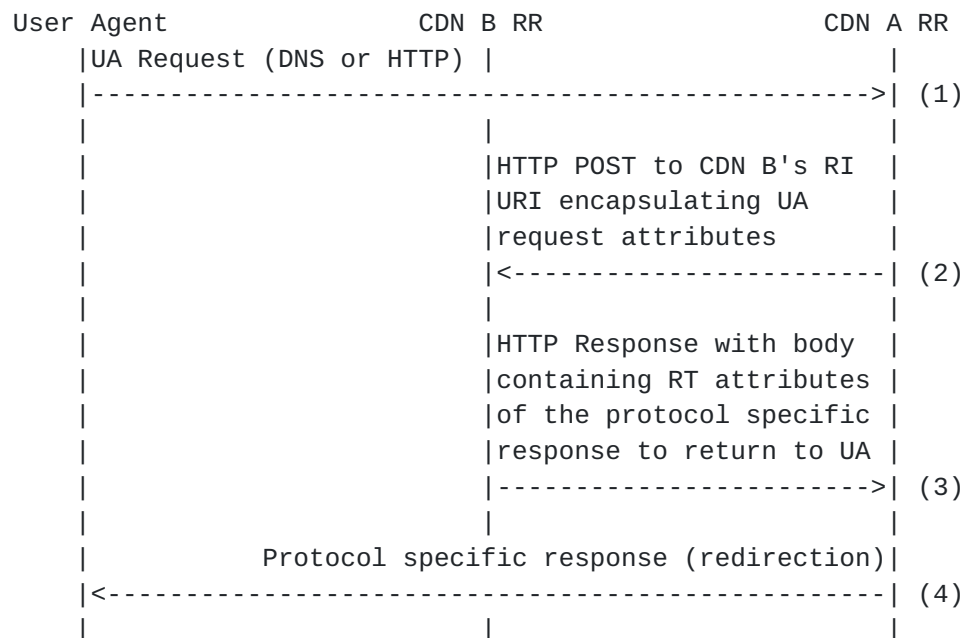 User Agent                CDN B RR                  CDN A RR
    |UA Request (DNS or HTTP) |                         |
    |-------------------------------------------------->| (1)
    |                         |                         |
    |                         |HTTP POST to CDN B's RI  |
    |                         |URI encapsulating UA     |
    |                         |request attributes       |
    |                         |<------------------------| (2)
    |                         |                         |
    |                         |HTTP Response with body  |
    |                         |containing RT attributes |
    |                         |of the protocol specific |
    |                         |response to return to UA |
    |                         |------------------------>| (3)
    |                         |                         |
    |           Protocol specific response (redirection)|
    |<--------------------------------------------------| (4)
    |                         |                         |